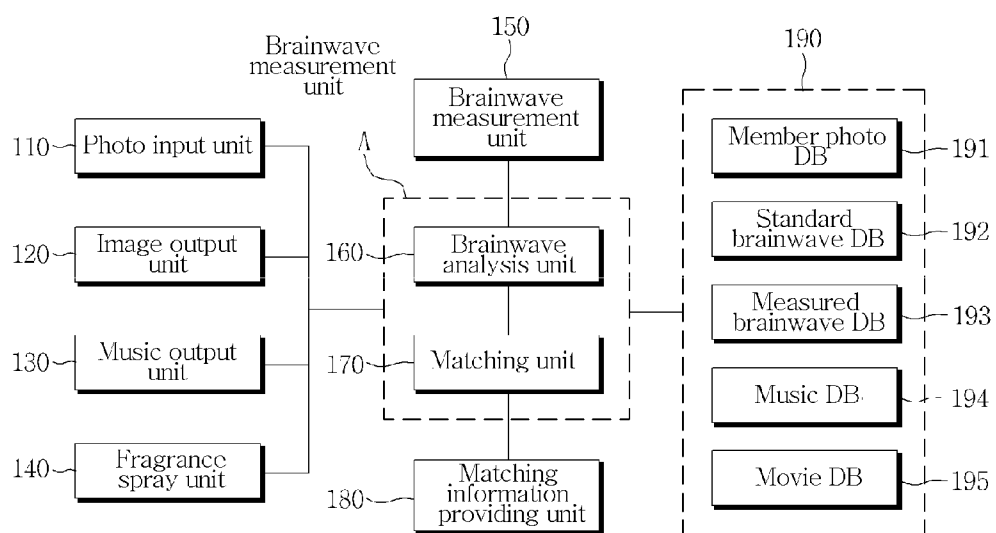 150
190
Brainwave
measurement
unit
Brainwave
measurement
unit
A
110
Photo input unit
Member photo
DB
191
120
Image output
unit
160
Brainwave
analysis unit
Standard
brainwave DB
192
Measured
brainwave DB
193
130
Music output
unit
170
Matching unit
Music DB
194
140
Fragrance
spray unit
180
Matching
information
providing unit
Movie DB
195